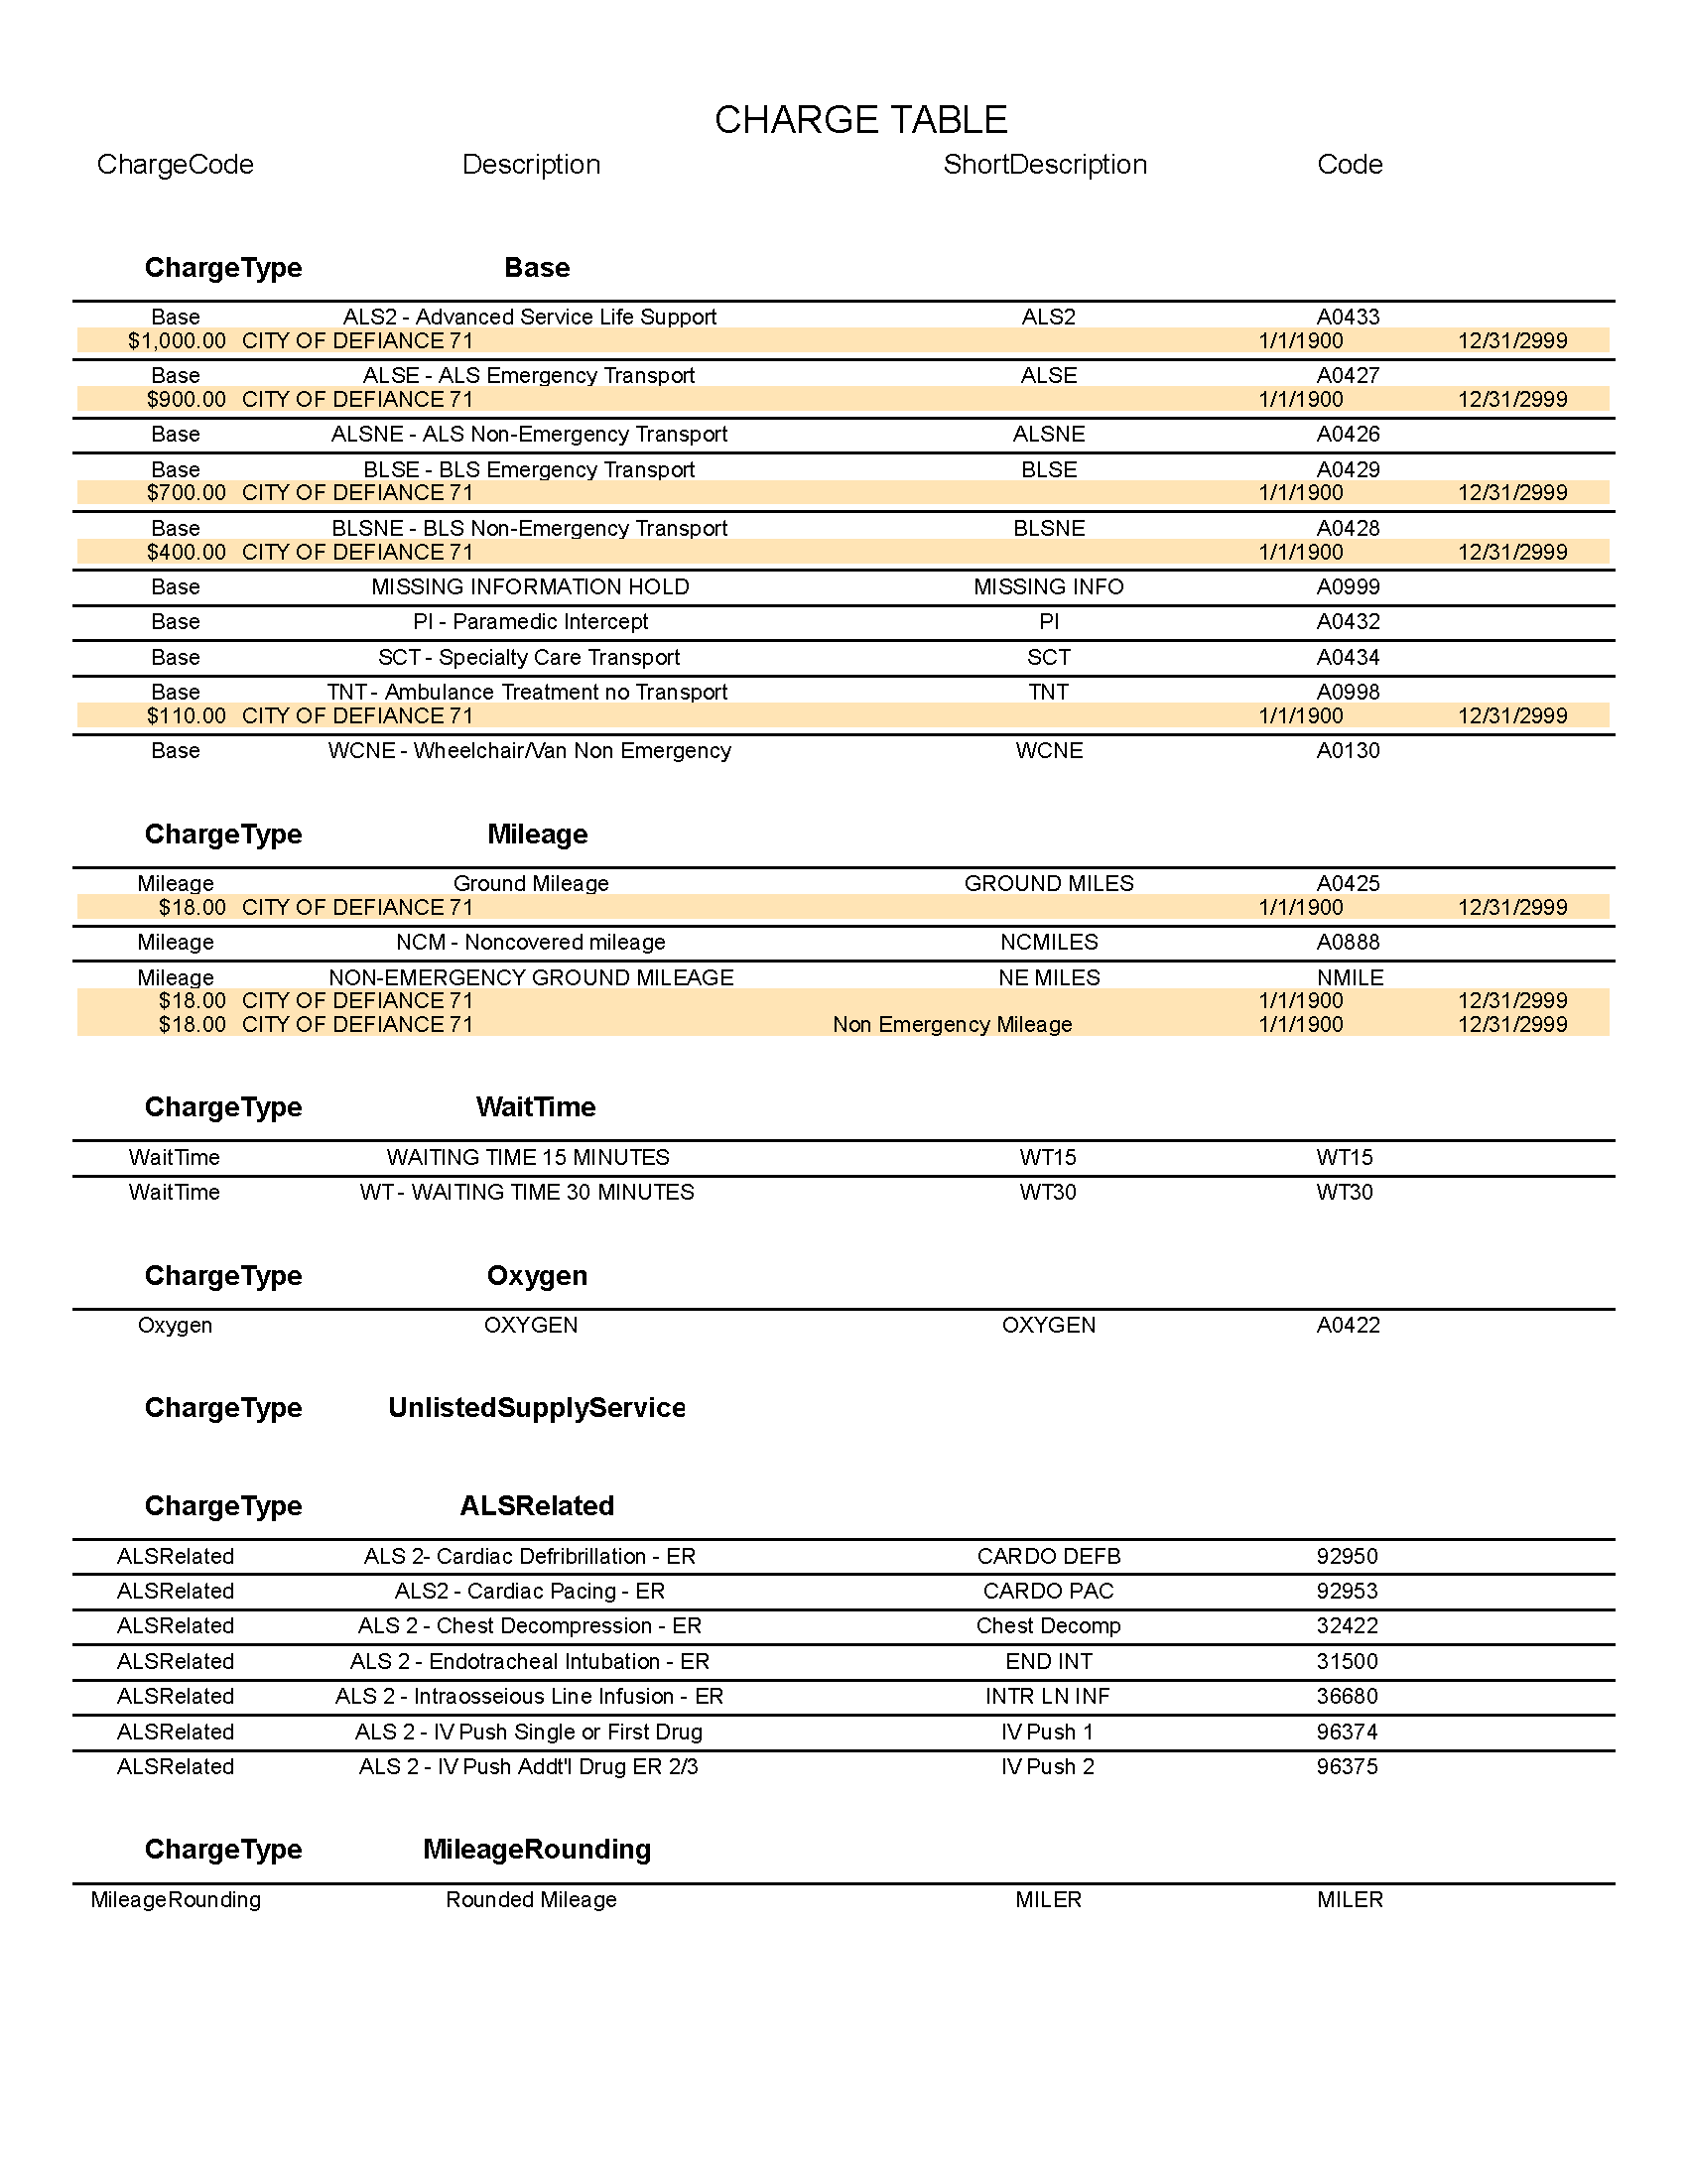 CHARGE TABLE
ChargeCode Description ShortDescription Code
ChargeType Base
Base ALS2 - Advanced Service Life Support ALS2 A0433
$1,000.00 CITY OF DEFIANCE 71 1/1/1900 12/31/2999
Base ALSE - ALS Emergency Transport ALSE A0427
$900.00 CITY OF DEFIANCE 71 1/1/1900 12/31/2999
Base ALSNE - ALS Non-Emergency Transport ALSNE A0426
Base BLSE - BLS Emergency Transport BLSE A0429
$700.00 CITY OF DEFIANCE 71 1/1/1900 12/31/2999
Base BLSNE - BLS Non-Emergency Transport BLSNE A0428
$400.00 CITY OF DEFIANCE 71 1/1/1900 12/31/2999
Base MISSING INFORMATION HOLD MISSING INFO A0999
Base PI - Paramedic Intercept PI A0432
Base SCT - Specialty Care Transport SCT A0434
Base TNT - Ambulance Treatment no Transport TNT A0998
$110.00 CITY OF DEFIANCE 71 1/1/1900 12/31/2999
Base WCNE - Wheelchair/Van Non Emergency WCNE A0130
ChargeType Mileage
Mileage Ground Mileage GROUND MILES A0425
$18.00 CITY OF DEFIANCE 71 1/1/1900 12/31/2999
Mileage NCM - Noncovered mileage NCMILES A0888
Mileage NON-EMERGENCY GROUND MILEAGE NE MILES NMILE
$18.00 CITY OF DEFIANCE 71 1/1/1900 12/31/2999
$18.00 CITY OF DEFIANCE 71 Non Emergency Mileage 1/1/1900 12/31/2999
ChargeType WaitTime
WaitTime WAITING TIME 15 MINUTES WT15 WT15
WaitTime WT - WAITING TIME 30 MINUTES WT30 WT30
ChargeType Oxygen
Oxygen OXYGEN OXYGEN A0422
ChargeType UnlistedSupplyService
ChargeType ALSRelated
ALSRelated ALS 2- Cardiac Defribrillation - ER CARDO DEFB 92950
ALSRelated ALS2 - Cardiac Pacing - ER CARDO PAC 92953
ALSRelated ALS 2 - Chest Decompression - ER Chest Decomp 32422
ALSRelated ALS 2 - Endotracheal Intubation - ER END INT 31500
ALSRelated ALS 2 - Intraosseious Line Infusion - ER INTR LN INF 36680
ALSRelated ALS 2 - IV Push Single or First Drug IV Push 1 96374
ALSRelated ALS 2 - IV Push Addt'l Drug ER 2/3 IV Push 2 96375
ChargeType MileageRounding
MileageRounding Rounded Mileage MILER MILER